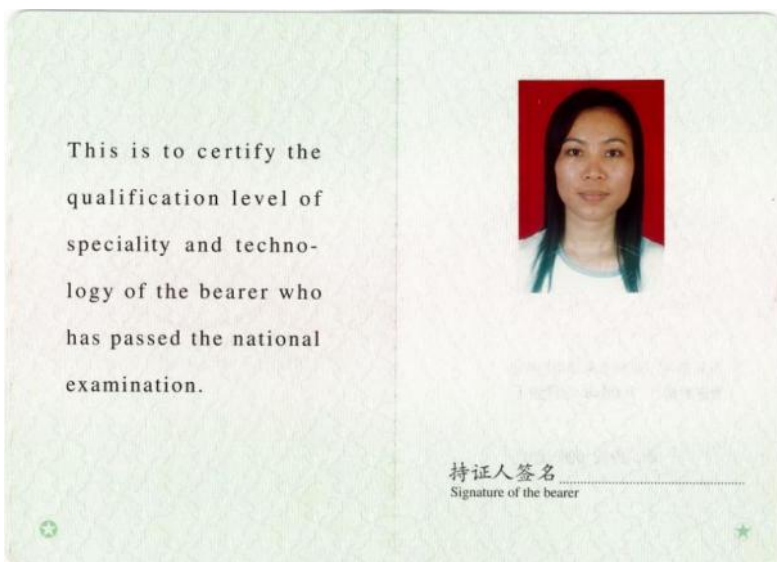 This is to certify the
qualification level of
speciality and techno-
logy of the bearer who
has passed the national
examination.
持证人签名
Signature of the bearer